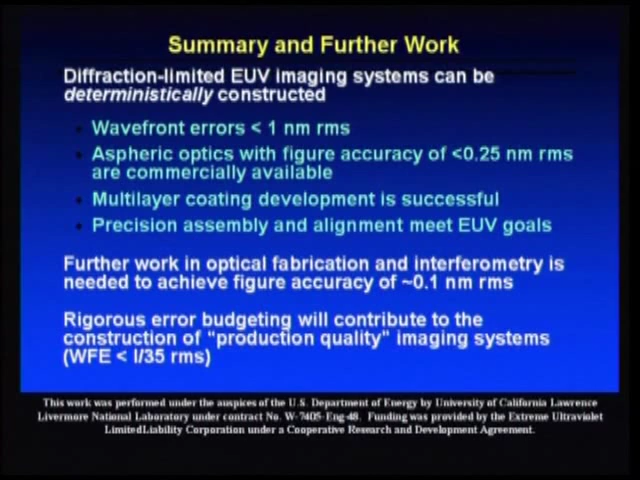 Summary and Further Work
Diffraction-limited EUV imaging systems can be
deterministically constructed
• Wavefront errors < 1 nm rms
• Aspheric optics with figure accuracy of <0.25 nm rms
are commercially available
• Multilayer coating development is successful
• Precision assembly and alignment meet EUV goals
Further work in optical fabrication and interferometry is
needed to achieve figure accuracy of ~0.1 nm rms
Rigorous error budgeting will contribute to the
construction of "production quality" imaging systems
(WFE < l/35 rms)
This work was performed under the auspices of the U.S. Department of Energy by University of California Lawrence
Livermore National Laboratory under contract No. W-7405-Eng-48. Funding was provided by the Extreme Ultraviolet
LimitedLiability Corporation under a Cooperative Research and Development Agreement.